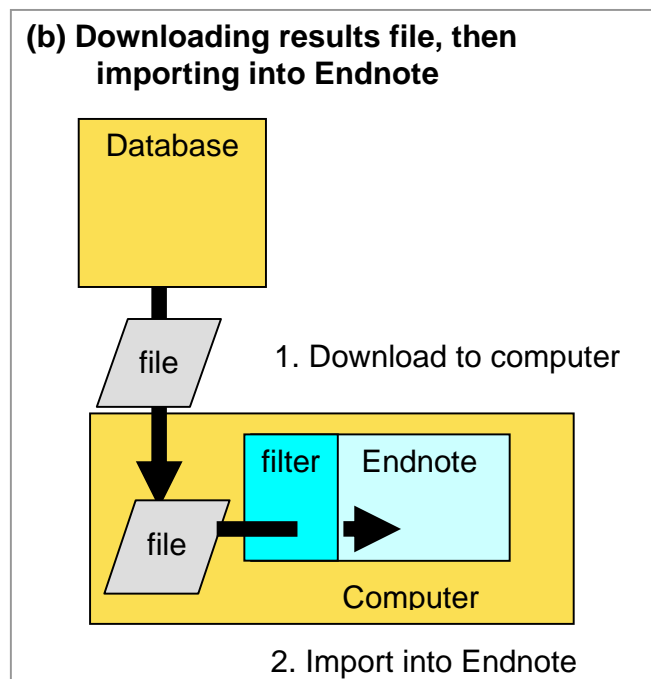 (b) Downloading results file, then
importing into Endnote
Database
file
1. Download to computer
filter
Endnote
file
Computer
2. Import into Endnote